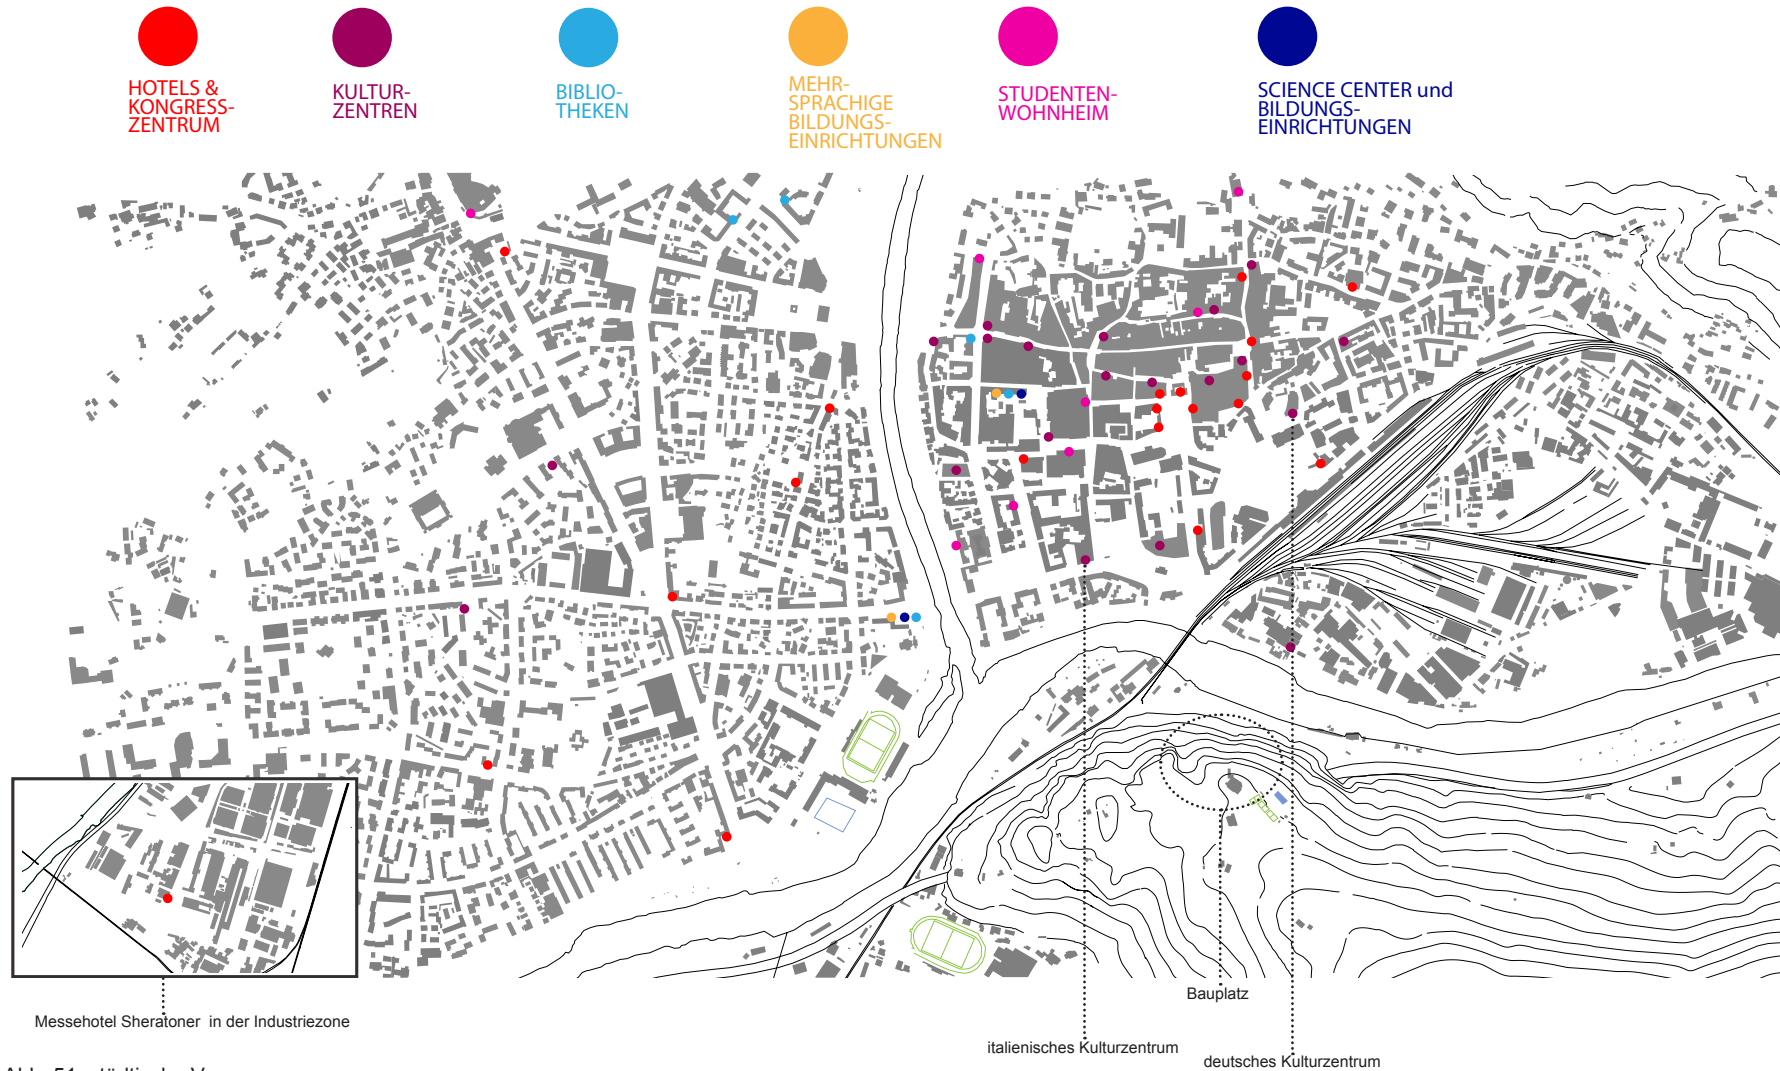 HOTELS &
KONGRESS-
ZENTRUM
KULTUR-
ZENTREN
BIBLIO-
THEKEN
MEHR-
SPRACHIGE
BILDUNGS-
EINRICHTUNGEN
STUDENTEN-
WOHNHEIM
SCIENCE CENTER und
BILDUNGS-
EINRICHTUNGEN
Messehotel Sheratoner in der Industriezone
Bauplatz
italienisches Kulturzentrum
deutsches Kulturzentrum